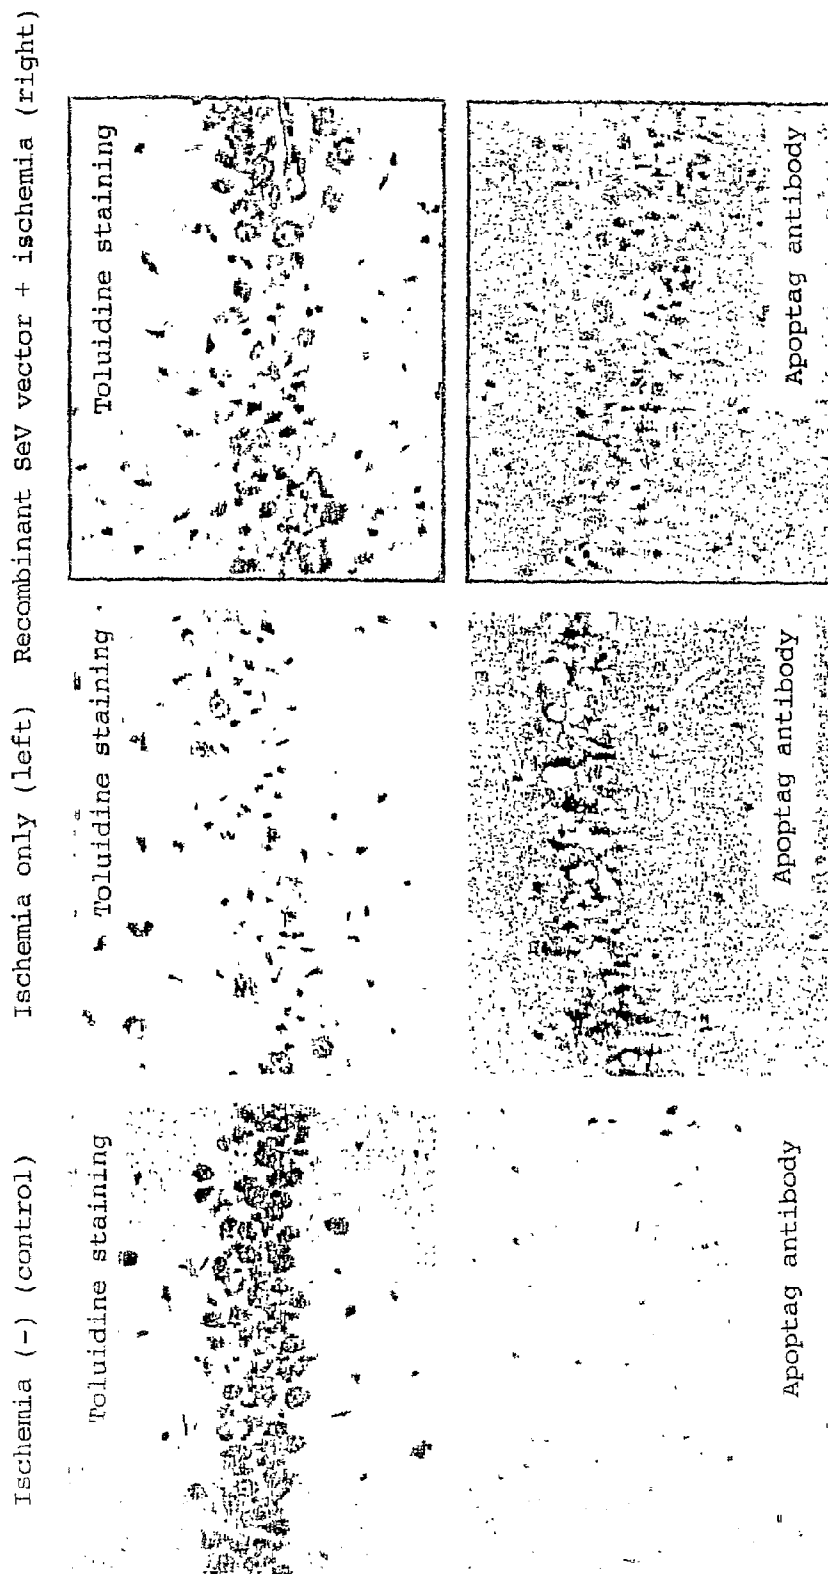 Ischemia (-) (control)
Ischemia only (left)
Recombinant SeV vector + ischemia (right)
Toluidine staining
Toluidine staining
Toluidine staining
Apoptag antibody
Apoptag antibody
Apoptag antibody